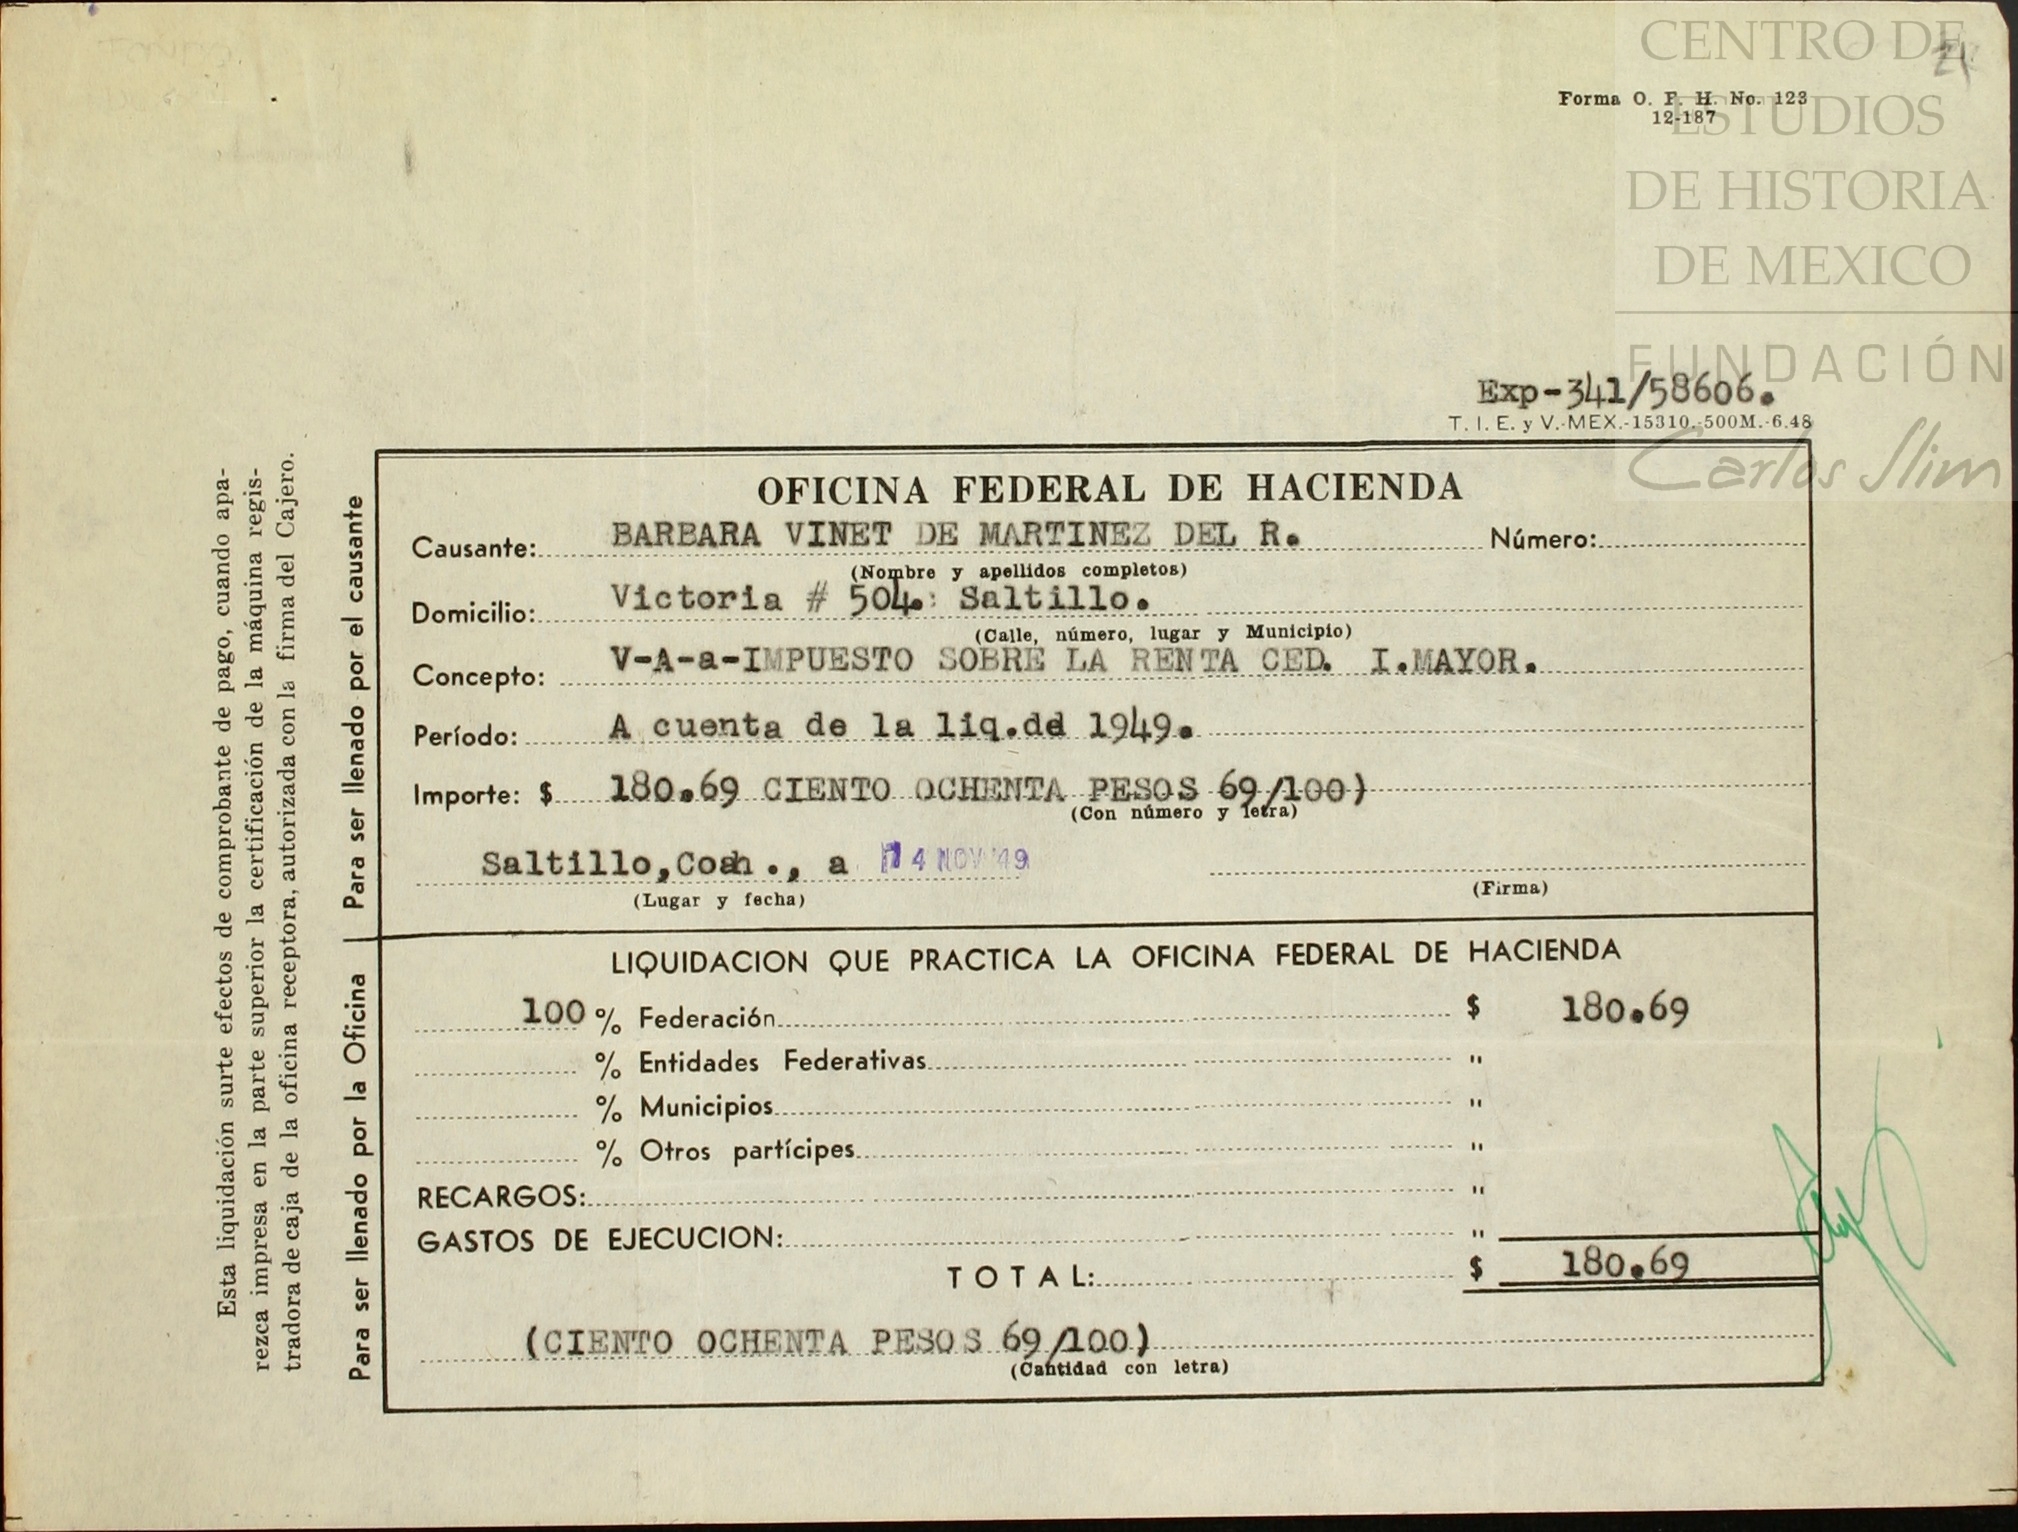 CENTRO DE
ESTUDIOS
DE HISTORIA
DE MEXICO
FUNDACIÓN
Carlos Slim
Forma O. F. H. No. 123
12-187
Exp-341/58606.
T. I. E. y V.-MEX.-15310.-500M.-6.48
OFICINA FEDERAL DE HACIENDA
Causante: BARBARA VINET DE MARTINEZ DEL R. Número:
(Nombre y apellidos completos)
Domicilio: Victoria # 504. Saltillo.
(Calle, número, lugar y Municipio)
Concepto: V-A-a-IMPUESTO SOBRE LA RENTA CED. I.MAYOR.
Período: A cuenta de la liq.de 1949.
Importe: $ 180.69 CIENTO OCHENTA PESOS 69/100)
(Con número y letra)
Saltillo,Coah., a 4 NOV 49
(Lugar y fecha) (Firma)
LIQUIDACION QUE PRACTICA LA OFICINA FEDERAL DE HACIENDA
100 % Federación $ 180.69
% Entidades Federativas "
% Municipios "
% Otros partícipes "
RECARGOS: "
GASTOS DE EJECUCION: "
TOTAL: $ 180.69
(CIENTO OCHENTA PESOS 69/100)
(Cantidad con letra)
Para ser llenado por el causante
Para ser llenado por la Oficina
Esta liquidación surte efectos de comprobante de pago, cuando apa-
rezca impresa en la parte superior la certificación de la máquina regis-
tradora de caja de la oficina receptora, autorizada con la firma del Cajero.